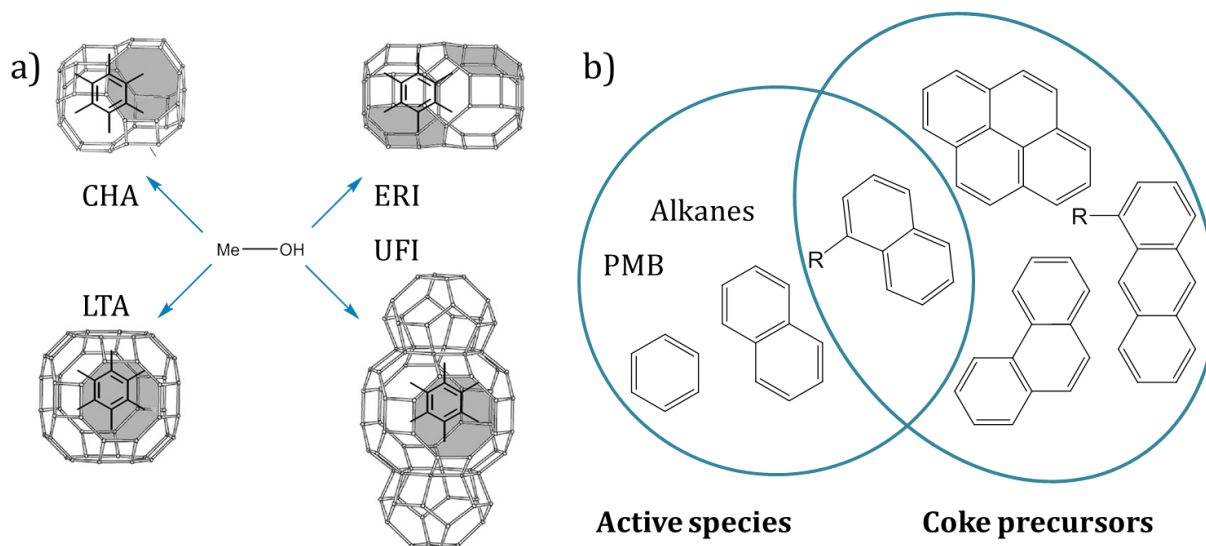 a)
CHA
ERI
Me
OH
UFI
LTA
b)
Alkanes
PMB
R
R
Active species
Coke precursors